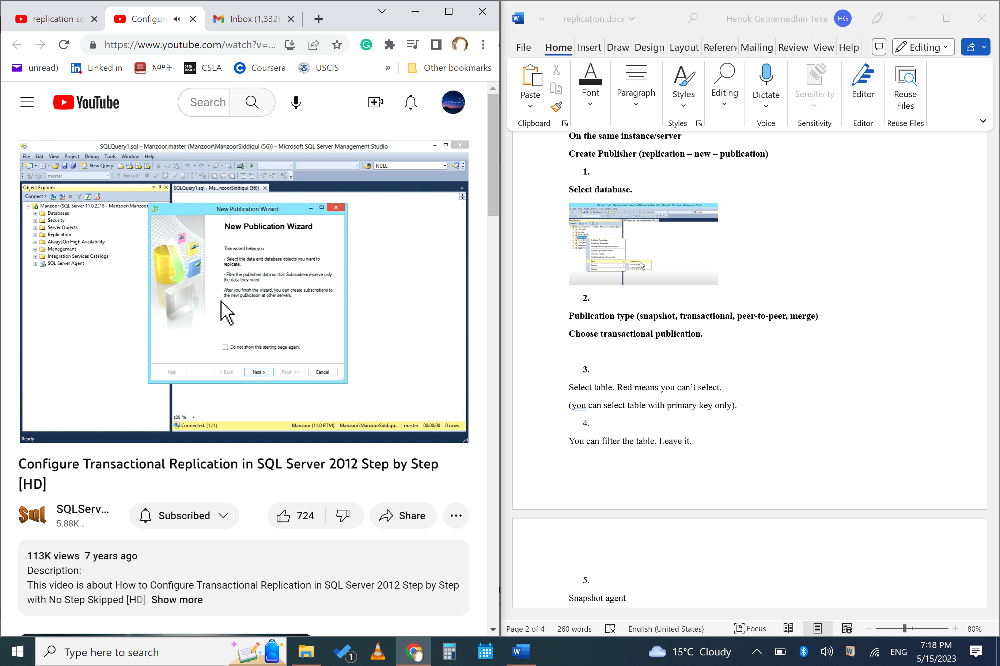 replication sq
Configure
Inbox (1,332)
https://www.youtube.com/watch?v=...
unread)
Linked in
አሙት
CSLA
Coursera
USCIS
»
Other bookmarks
YouTube
Search
SQLQuery1.sql - Manzoor.master (Manzoor\ManzoorSiddiqui (56)) - Microsoft SQL Server Management Studio
File Edit View Project Debug Tools Window Help
New Query
NULL
master
Execute
Object Explorer
SQLQuery1.sql - Ma...nzoorSiddiqui (56))
Connect
Manzoor (SQL Server 11.0.2218 - Manzoor\Manzoor
Databases
Security
Server Objects
Replication
AlwaysOn High Availability
Management
Integration Services Catalogs
SQL Server Agent
New Publication Wizard
New Publication Wizard
This wizard helps you:
- Select the data and database objects you want to
replicate.
- Filter the published data so that Subscribers receive only
the data they need.
After you finish the wizard, you can create subscriptions to
the new publication at other servers.
Do not show this starting page again.
Help
< Back
Next >
Finish >>|
Cancel
100 %
Connected. (1/1)
Manzoor (11.0 RTM)
Manzoor\ManzoorSiddiqu...
master
00:00:00
0 rows
Ready
Configure Transactional Replication in SQL Server 2012 Step by Step
[HD]
Sql
SQLServ...
5.88K...
Subscribed
724
Share
113K views 7 years ago
Description:
This video is about How to Configure Transactional Replication in SQL Server 2012 Step by Step
with No Step Skipped [HD]. Show more
replication.docx
Henok Gebremedhin Teka
HG
File Home Insert Draw Design Layout Referen Mailing Review View Help
Editing
Paste
Font
Paragraph
Styles
Editing
Dictate
Sensitivity
Editor
Reuse
Files
Clipboard
Styles
Voice
Sensitivity
Editor
Reuse Files
On the same instance/server
Create Publisher (replication – new – publication)
1.
Select database.
2.
Publication type (snapshot, transactional, peer-to-peer, merge)
Choose transactional publication.
3.
Select table. Red means you can’t select.
(you can select table with primary key only).
4.
You can filter the table. Leave it.
5.
Snapshot agent
Page 2 of 4
260 words
English (United States)
Focus
80%
Type here to search
1
15°C Cloudy
ENG
7:18 PM
5/15/2023